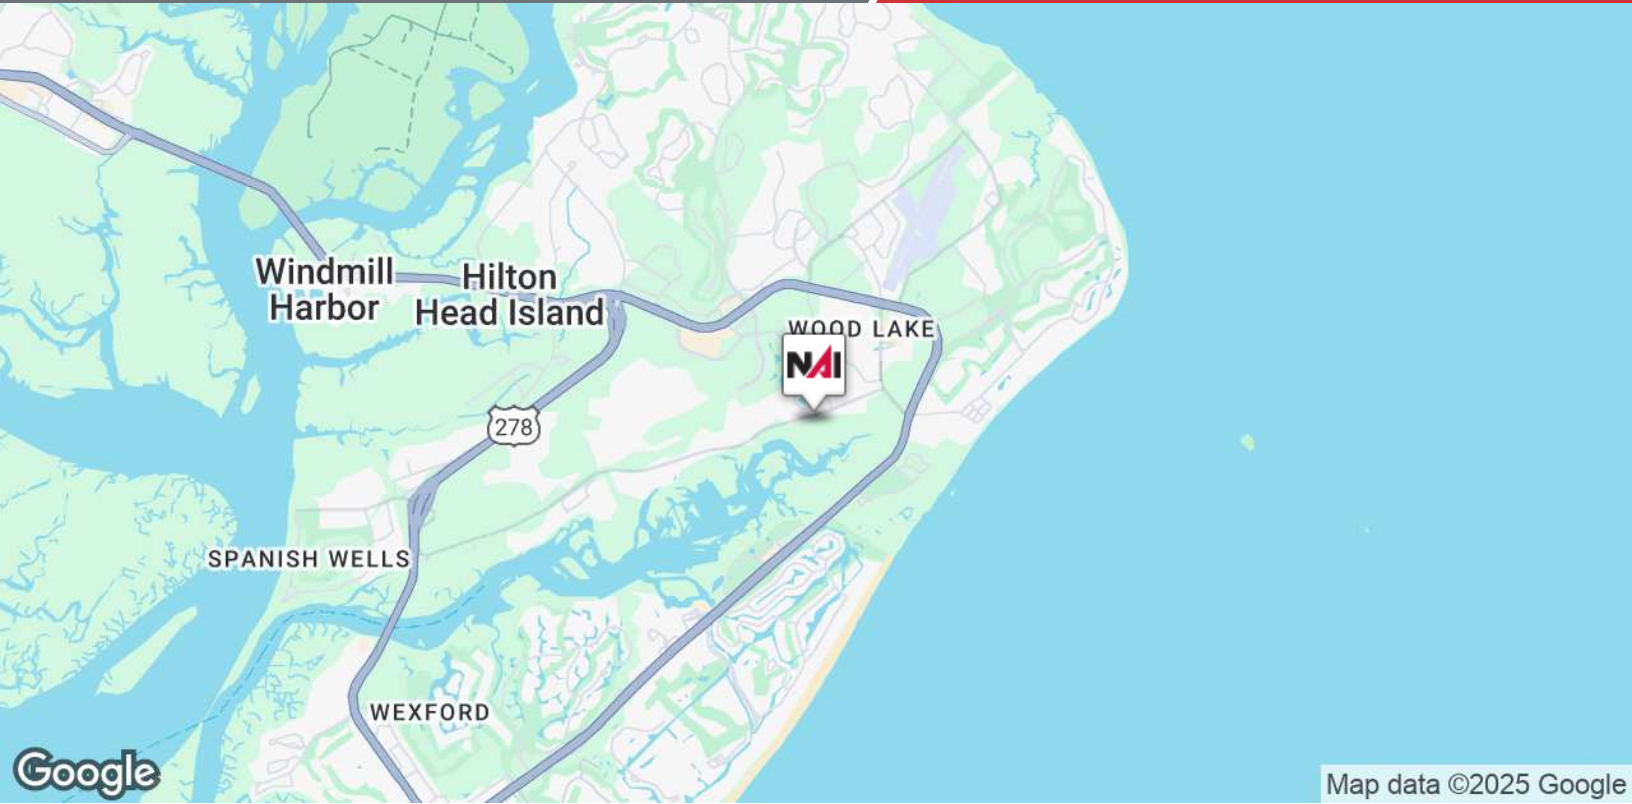 Windmill
Harbor
Hilton
Head Island
WOOD LAKE
NAI
278
SPANISH WELLS
WEXFORD
Google
Map data ©2025 Google